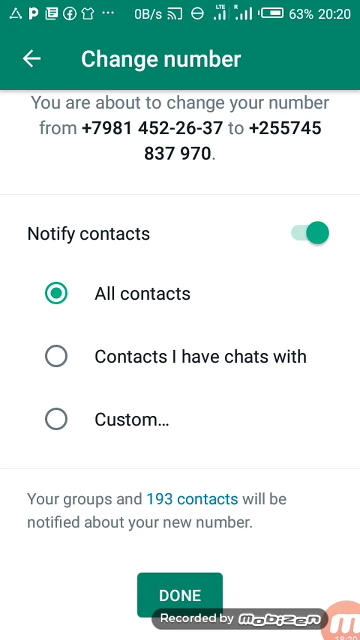 0B/s LTE R 63% 20:20
Change number
You are about to change your number
from +7981 452-26-37 to +255745
837 970.
Notify contacts
All contacts
Contacts I have chats with
Custom...
Your groups and 193 contacts will be
notified about your new number.
DONE
Recorded by mobizen